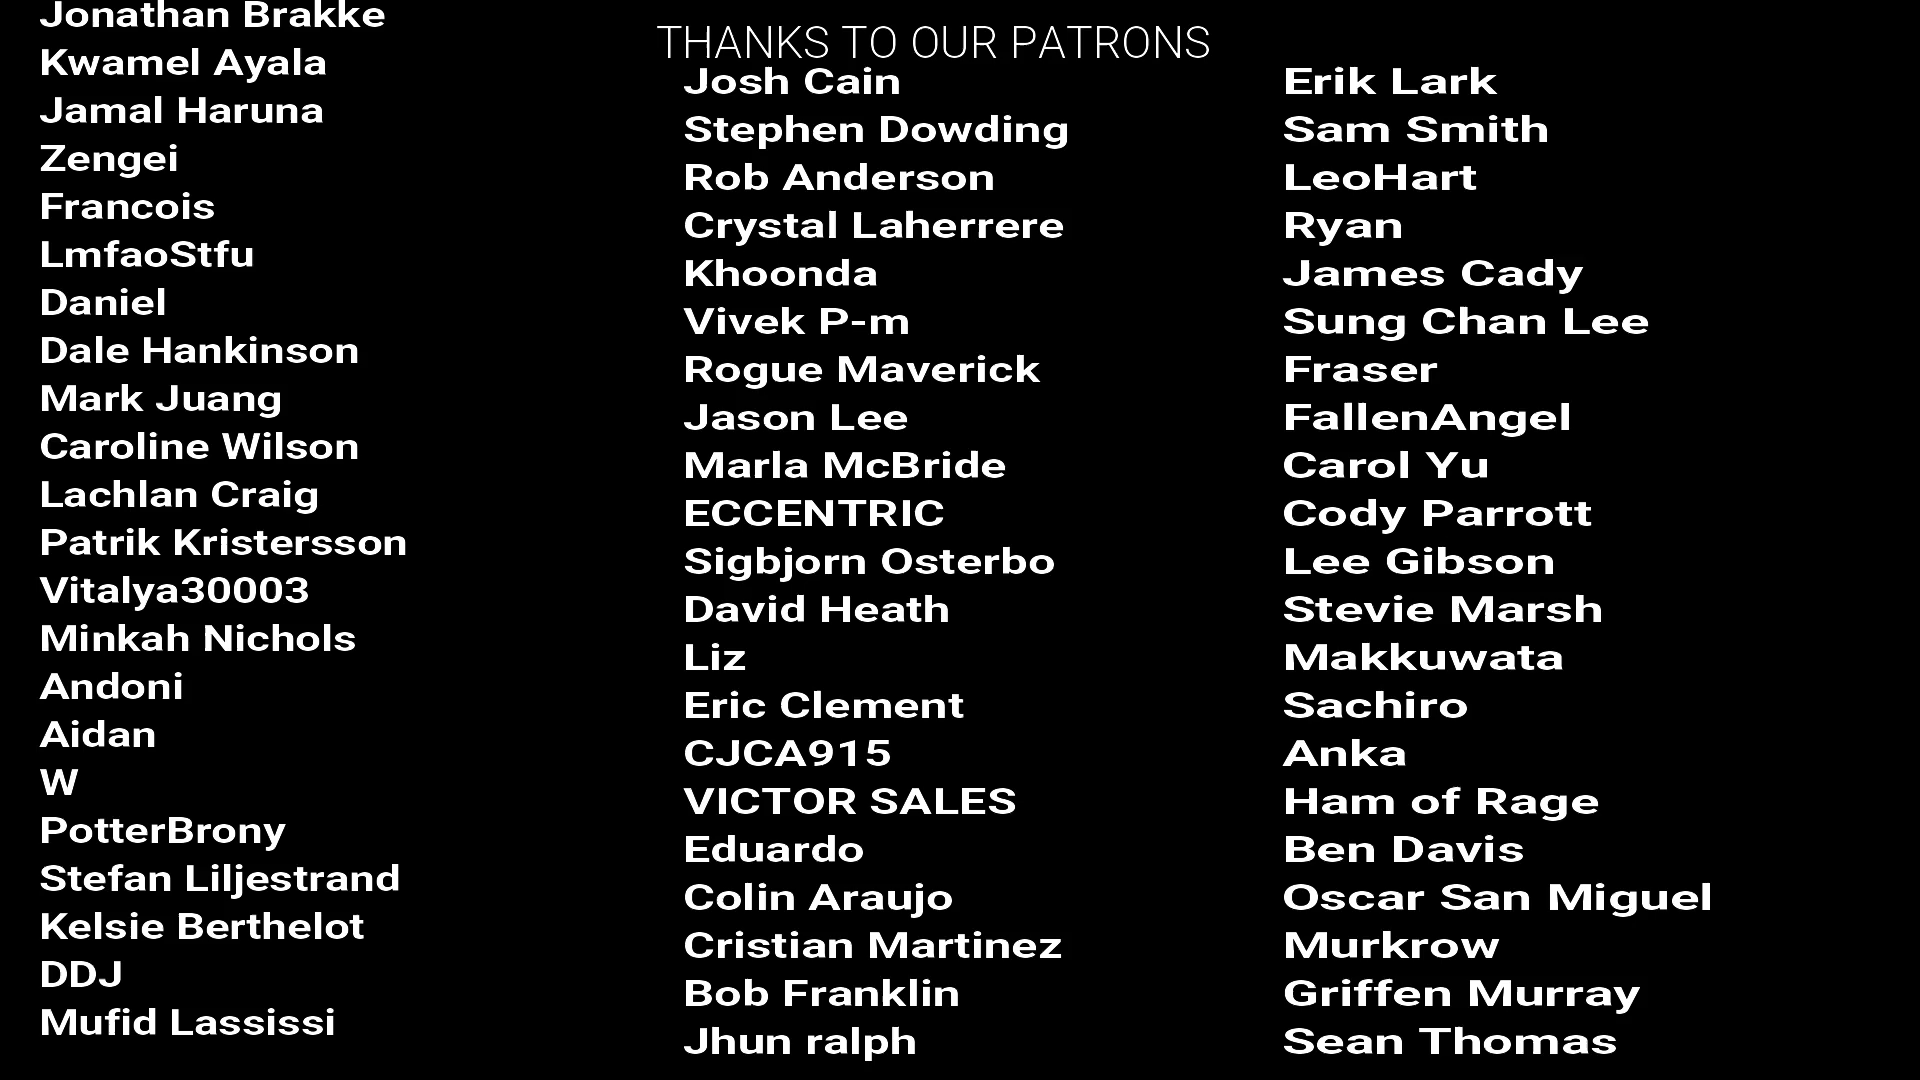 THANKS TO OUR PATRONS
Jonathan Brakke
Kwamel Ayala
Jamal Haruna
Zengei
Francois
LmfaoStfu
Daniel
Dale Hankinson
Mark Juang
Caroline Wilson
Lachlan Craig
Patrik Kristersson
Vitalya30003
Minkah Nichols
Andoni
Aidan
W
PotterBrony
Stefan Liljestrand
Kelsie Berthelot
DDJ
Mufid Lassissi
Josh Cain
Stephen Dowding
Rob Anderson
Crystal Laherrere
Khoonda
Vivek P-m
Rogue Maverick
Jason Lee
Marla McBride
ECCENTRIC
Sigbjorn Osterbo
David Heath
Liz
Eric Clement
CJCA915
VICTOR SALES
Eduardo
Colin Araujo
Cristian Martinez
Bob Franklin
Jhun ralph
Erik Lark
Sam Smith
LeoHart
Ryan
James Cady
Sung Chan Lee
Fraser
FallenAngel
Carol Yu
Cody Parrott
Lee Gibson
Stevie Marsh
Makkuwata
Sachiro
Anka
Ham of Rage
Ben Davis
Oscar San Miguel
Murkrow
Griffen Murray
Sean Thomas